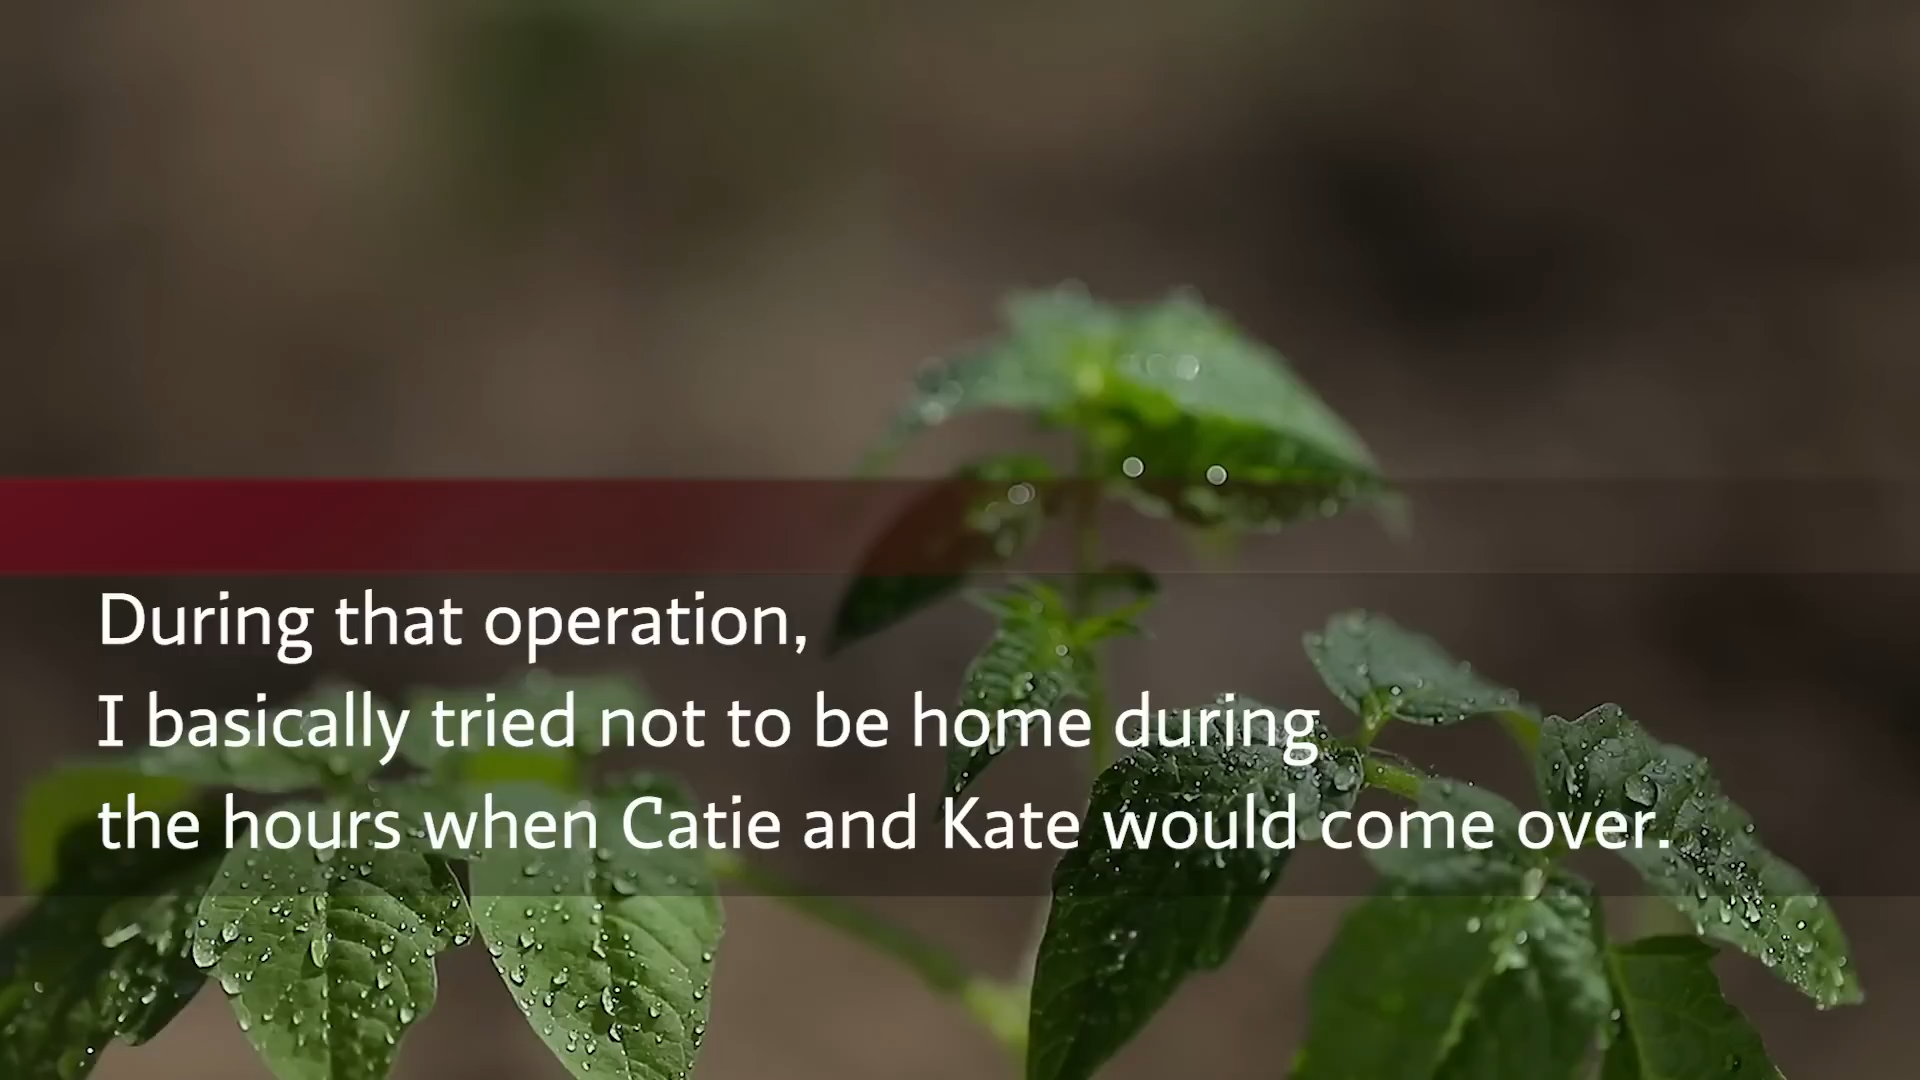 During that operation,
I basically tried not to be home during
the hours when Catie and Kate would come over.